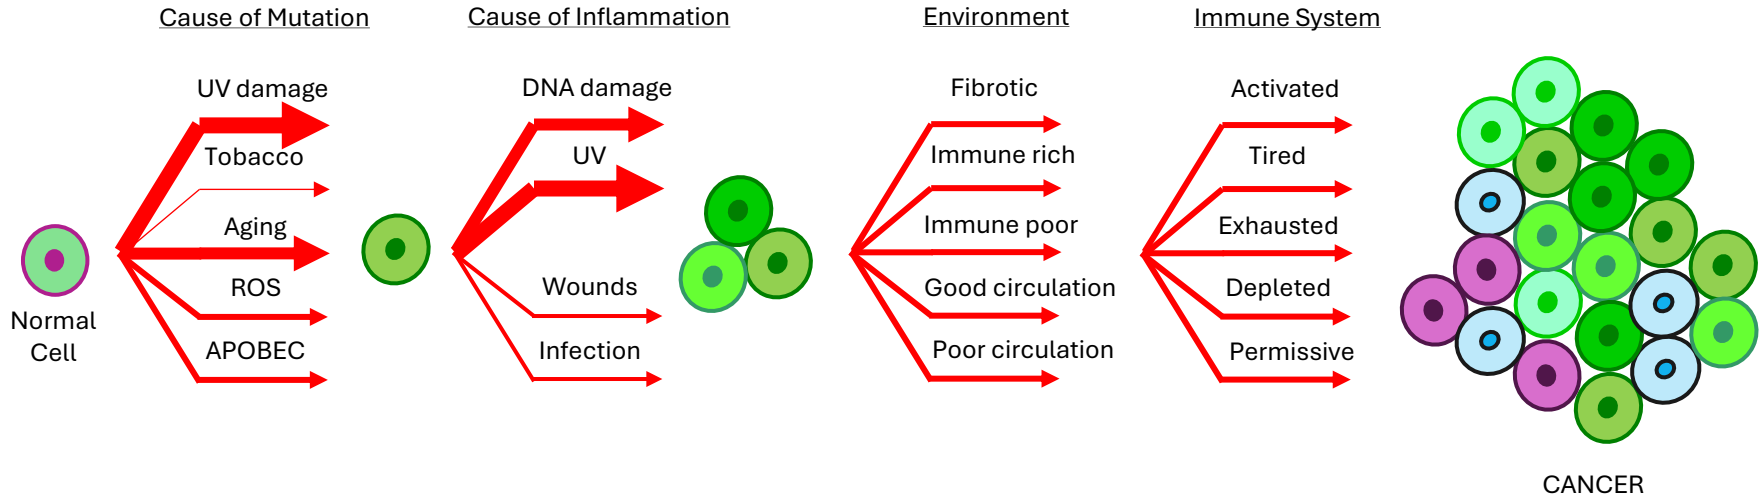 Cause of Mutation
Cause of Inflammation
Environment
Immune System
UV damage
Tobacco
Aging
ROS
APOBEC
Normal
Cell
DNA damage
UV
Wounds
Infection
Fibrotic
Immune rich
Immune poor
Good circulation
Poor circulation
Activated
Tired
Exhausted
Depleted
Permissive
CANCER